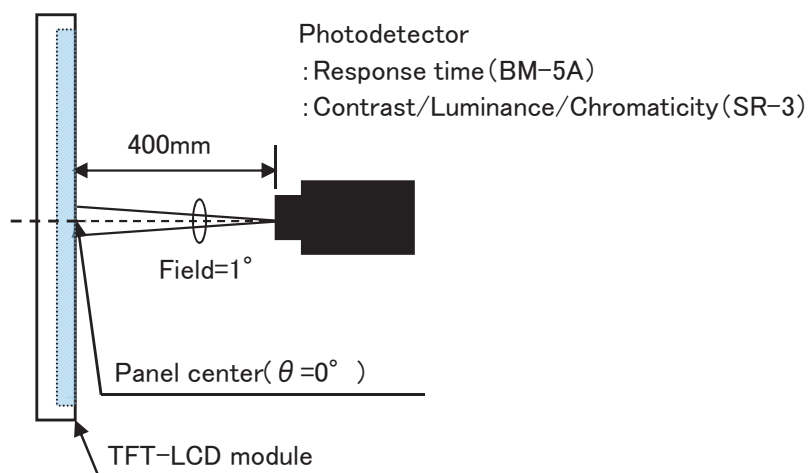 Photodetector
:Response time(BM-5A)
:Contrast/Luminance/Chromaticity(SR-3)
400mm
Field=1°
Panel center(θ=0° )
TFT-LCD module